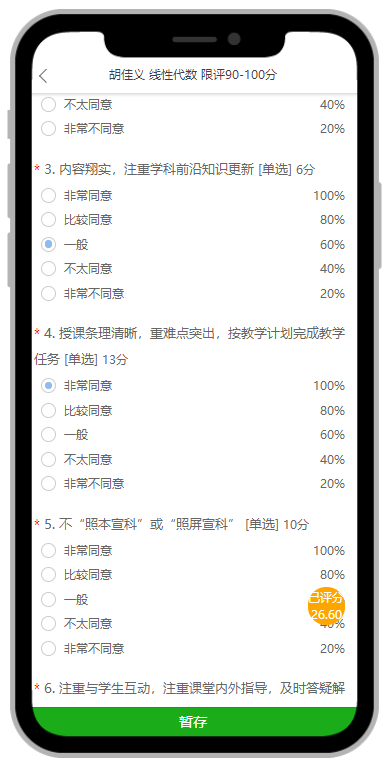 胡佳义 线性代数 限评90-100分
不太同意 40%
非常不同意 20%
* 3. 内容翔实，注重学科前沿知识更新 [单选] 6分
非常同意 100%
比较同意 80%
一般 60%
不太同意 40%
非常不同意 20%
* 4. 授课条理清晰，重难点突出，按教学计划完成教学
任务 [单选] 13分
非常同意 100%
比较同意 80%
一般 60%
不太同意 40%
非常不同意 20%
* 5. 不“照本宣科”或“照屏宣科” [单选] 10分
非常同意 100%
比较同意 80%
一般
已评分
26.60
不太同意 40%
非常不同意 20%
* 6. 注重与学生互动，注重课堂内外指导，及时答疑解
暂存